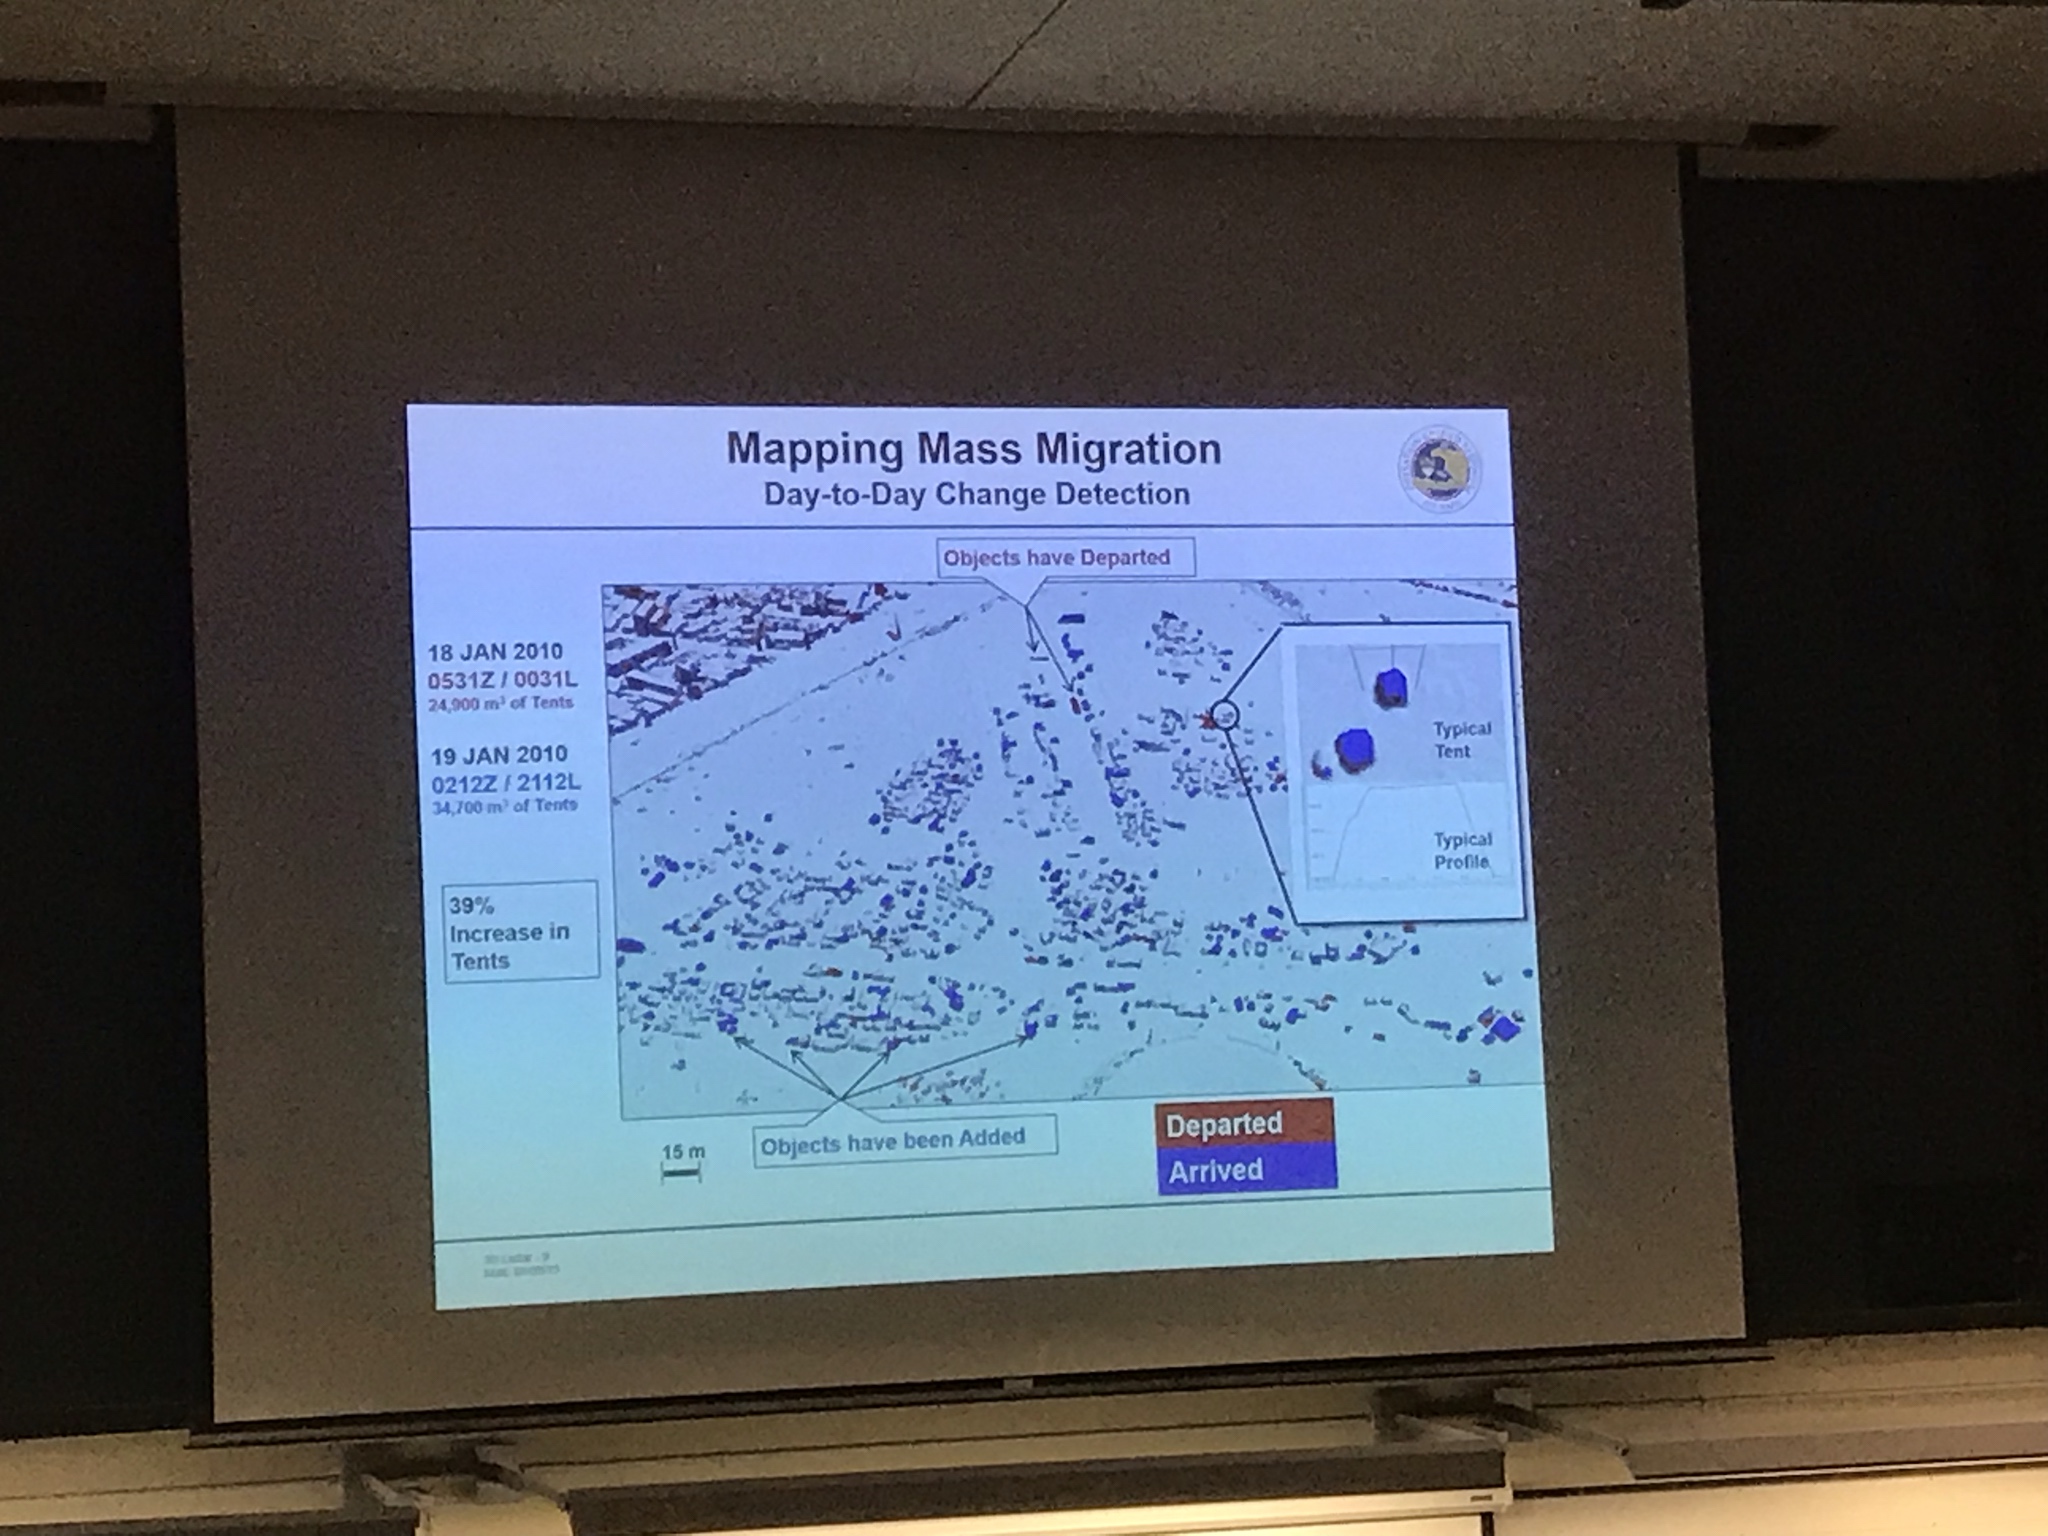 Mapping Mass Migration
Day-to-Day Change Detection
Objects have Departed
18 JAN 2010
0531Z / 0031L
24,900 m³ of Tents
19 JAN 2010
0212Z / 2112L
34,700 m³ of Tents
39%
Increase in
Tents
Typical
Tent
Typical
Profile
Objects have been Added
15 m
Departed
Arrived